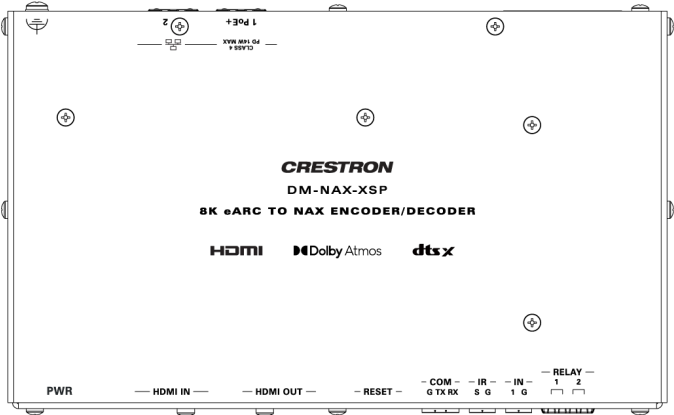 2
1 PoE+
CLASS 4
PD 14W MAX
CRESTRON
DM-NAX-XSP
8K eARC TO NAX ENCODER/DECODER
HDMI
Dolby Atmos
dts x
PWR
HDMI IN
HDMI OUT
RESET
COM
G TX RX
IR
S G
IN
1 G
RELAY
1 2